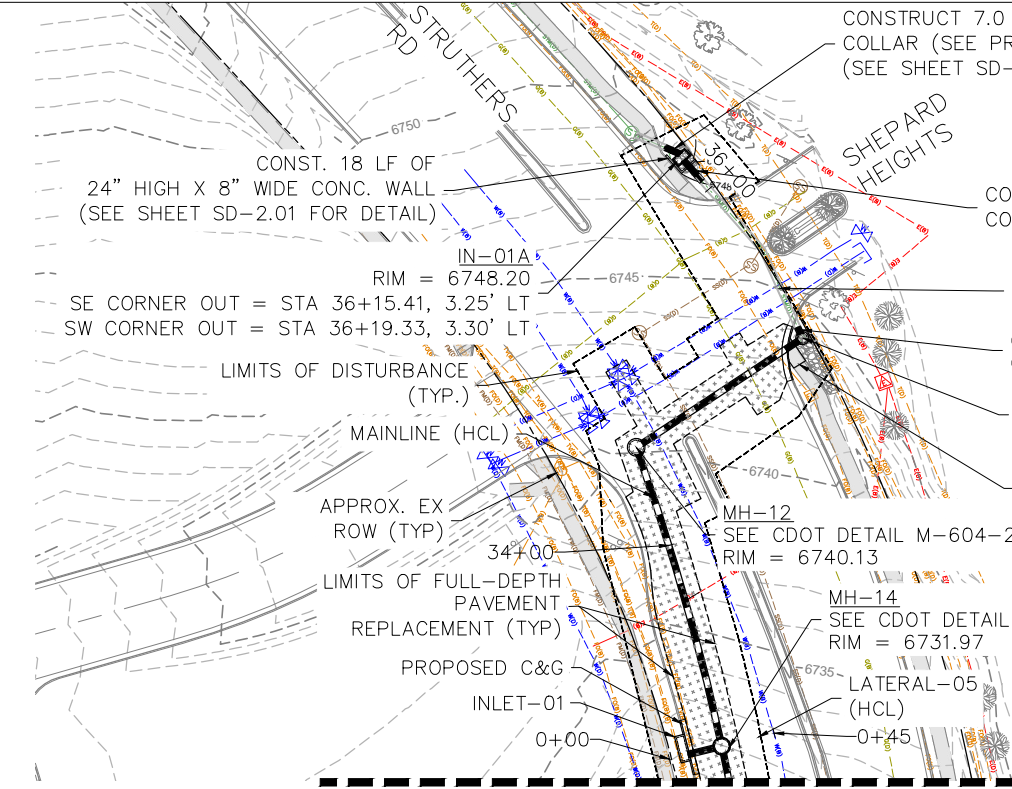 CONSTRUCT 7.0
COLLAR (SEE PR
(SEE SHEET SD-
STRUTHERS
RD
6750
SHEPARD
HEIGHTS
36+00
6748
CONST. 18 LF OF
24" HIGH X 8" WIDE CONC. WALL
(SEE SHEET SD-2.01 FOR DETAIL)
CO
CO
IN-01A
RIM = 6748.20
SE CORNER OUT = STA 36+15.41, 3.25' LT
SW CORNER OUT = STA 36+19.33, 3.30' LT
6745
LIMITS OF DISTURBANCE
(TYP.)
MAINLINE (HCL)
6740
APPROX. EX
ROW (TYP)
MH-12
SEE CDOT DETAIL M-604-2
RIM = 6740.13
34+00
LIMITS OF FULL-DEPTH
PAVEMENT
REPLACEMENT (TYP)
MH-14
SEE CDOT DETAIL
RIM = 6731.97
6735
PROPOSED C&G
LATERAL-05
(HCL)
INLET-01
0+00
0+45